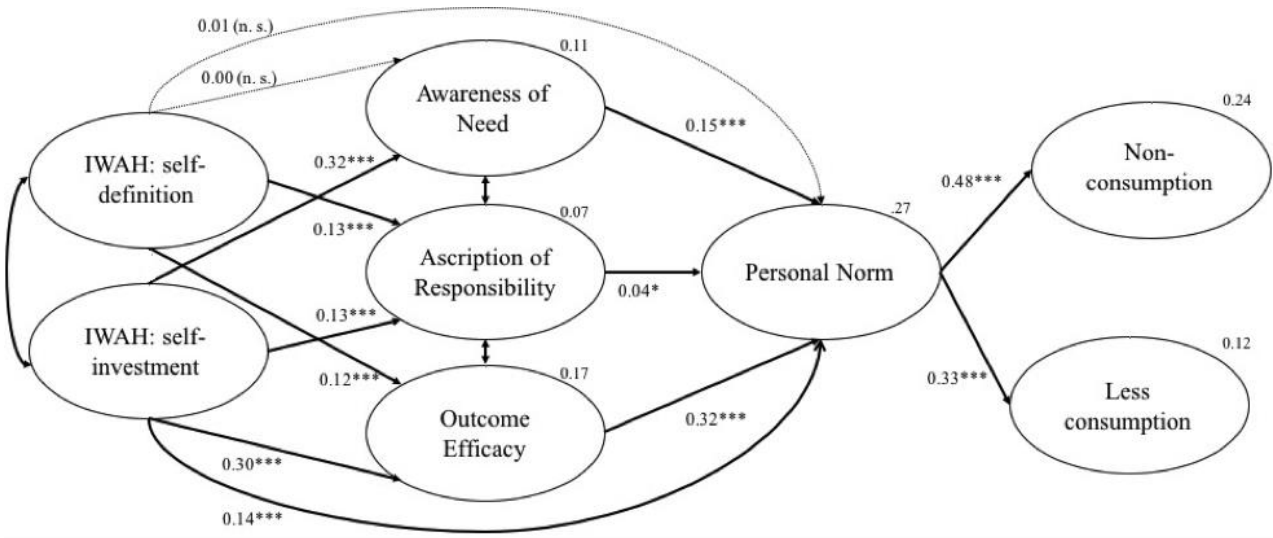 0.01 (n. s.)
0.00 (n. s.)
0.11
Awareness of
Need
0.15***
0.24
Non-
consumption
IWAH: self-
definition
0.32***
0.13***
0.48***
0.07
Ascription of
Responsibility
0.04*
.27
Personal Norm
IWAH: self-
investment
0.13***
0.12***
0.17
Outcome
Efficacy
0.32***
0.33***
0.12
Less
consumption
0.30***
0.14***